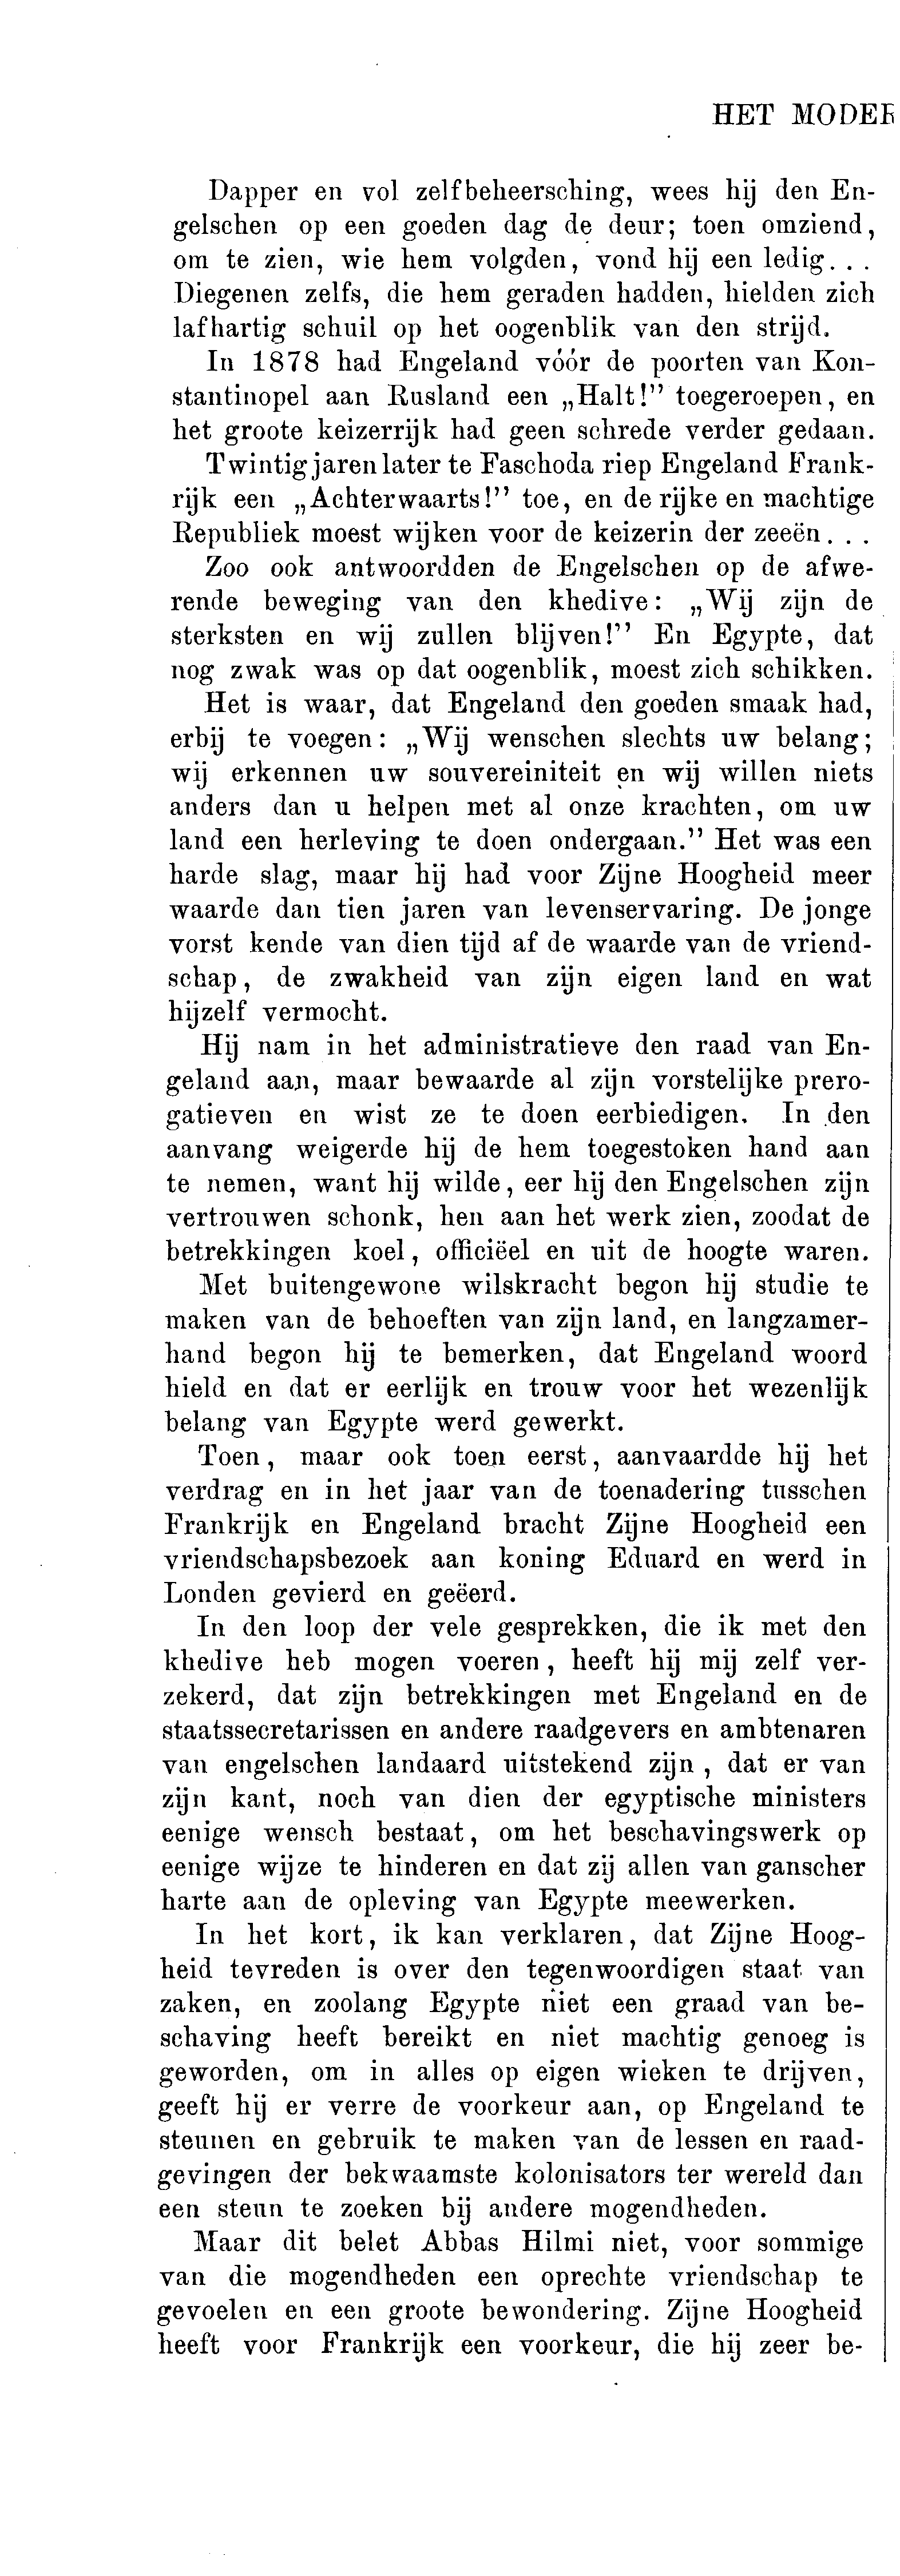 HET MODER
Dapper en vol zelfbeheersching, wees hij den En-
gelschen op een goeden dag de deur; toen omziend,
om te zien, wie hem volgden, vond hij een ledig...
Diegenen zelfs, die hem geraden hadden, hielden zich
lafhartig schuil op het oogenblik van den strijd.
In 1878 had Engeland vóór de poorten van Kon-
stantinopel aan Rusland een „Halt!” toegeroepen, en
het groote keizerrijk had geen schrede verder gedaan.
Twintig jaren later te Faschoda riep Engeland Frank-
rijk een „Achterwaarts!” toe, en de rijke en machtige
Republiek moest wijken voor de keizerin der zeeën...
Zoo ook antwoordden de Engelschen op de afwe-
rende beweging van den khedive: „Wij zijn de
sterksten en wij zullen blijven!” En Egypte, dat
nog zwak was op dat oogenblik, moest zich schikken.
Het is waar, dat Engeland den goeden smaak had,
erbij te voegen: „Wij wenschen slechts uw belang;
wij erkennen uw souvereiniteit en wij willen niets
anders dan u helpen met al onze krachten, om uw
land een herleving te doen ondergaan.” Het was een
harde slag, maar hij had voor Zijne Hoogheid meer
waarde dan tien jaren van levenservaring. De jonge
vorst kende van dien tijd af de waarde van de vriend-
schap, de zwakheid van zijn eigen land en wat
hijzelf vermocht.
Hij nam in het administratieve den raad van En-
geland aan, maar bewaarde al zijn vorstelijke prero-
gatieven en wist ze te doen eerbiedigen. In den
aanvang weigerde hij de hem toegestoken hand aan
te nemen, want hij wilde, eer hij den Engelschen zijn
vertrouwen schonk, hen aan het werk zien, zoodat de
betrekkingen koel, officiëel en uit de hoogte waren.
Met buitengewone wilskracht begon hij studie te
maken van de behoeften van zijn land, en langzamer-
hand begon hij te bemerken, dat Engeland woord
hield en dat er eerlijk en trouw voor het wezenlijk
belang van Egypte werd gewerkt.
Toen, maar ook toen eerst, aanvaardde hij het
verdrag en in het jaar van de toenadering tusschen
Frankrijk en Engeland bracht Zijne Hoogheid een
vriendschapsbezoek aan koning Eduard en werd in
Londen gevierd en geëerd.
In den loop der vele gesprekken, die ik met den
khedive heb mogen voeren, heeft hij mij zelf ver-
zekerd, dat zijn betrekkingen met Engeland en de
staatssecretarissen en andere raadgevers en ambtenaren
van engelschen landaard uitstekend zijn, dat er van
zijn kant, noch van dien der egyptische ministers
eenige wensch bestaat, om het beschavingswerk op
eenige wijze te hinderen en dat zij allen van ganscher
harte aan de opleving van Egypte meewerken.
In het kort, ik kan verklaren, dat Zijne Hoog-
heid tevreden is over den tegenwoordigen staat van
zaken, en zoolang Egypte niet een graad van be-
schaving heeft bereikt en niet machtig genoeg is
geworden, om in alles op eigen wieken te drijven,
geeft hij er verre de voorkeur aan, op Engeland te
steunen en gebruik te maken van de lessen en raad-
gevingen der bekwaamste kolonisators ter wereld dan
een steun te zoeken bij andere mogendheden.
Maar dit belet Abbas Hilmi niet, voor sommige
van die mogendheden een oprechte vriendschap te
gevoelen en een groote bewondering. Zijne Hoogheid
heeft voor Frankrijk een voorkeur, die hij zeer be-